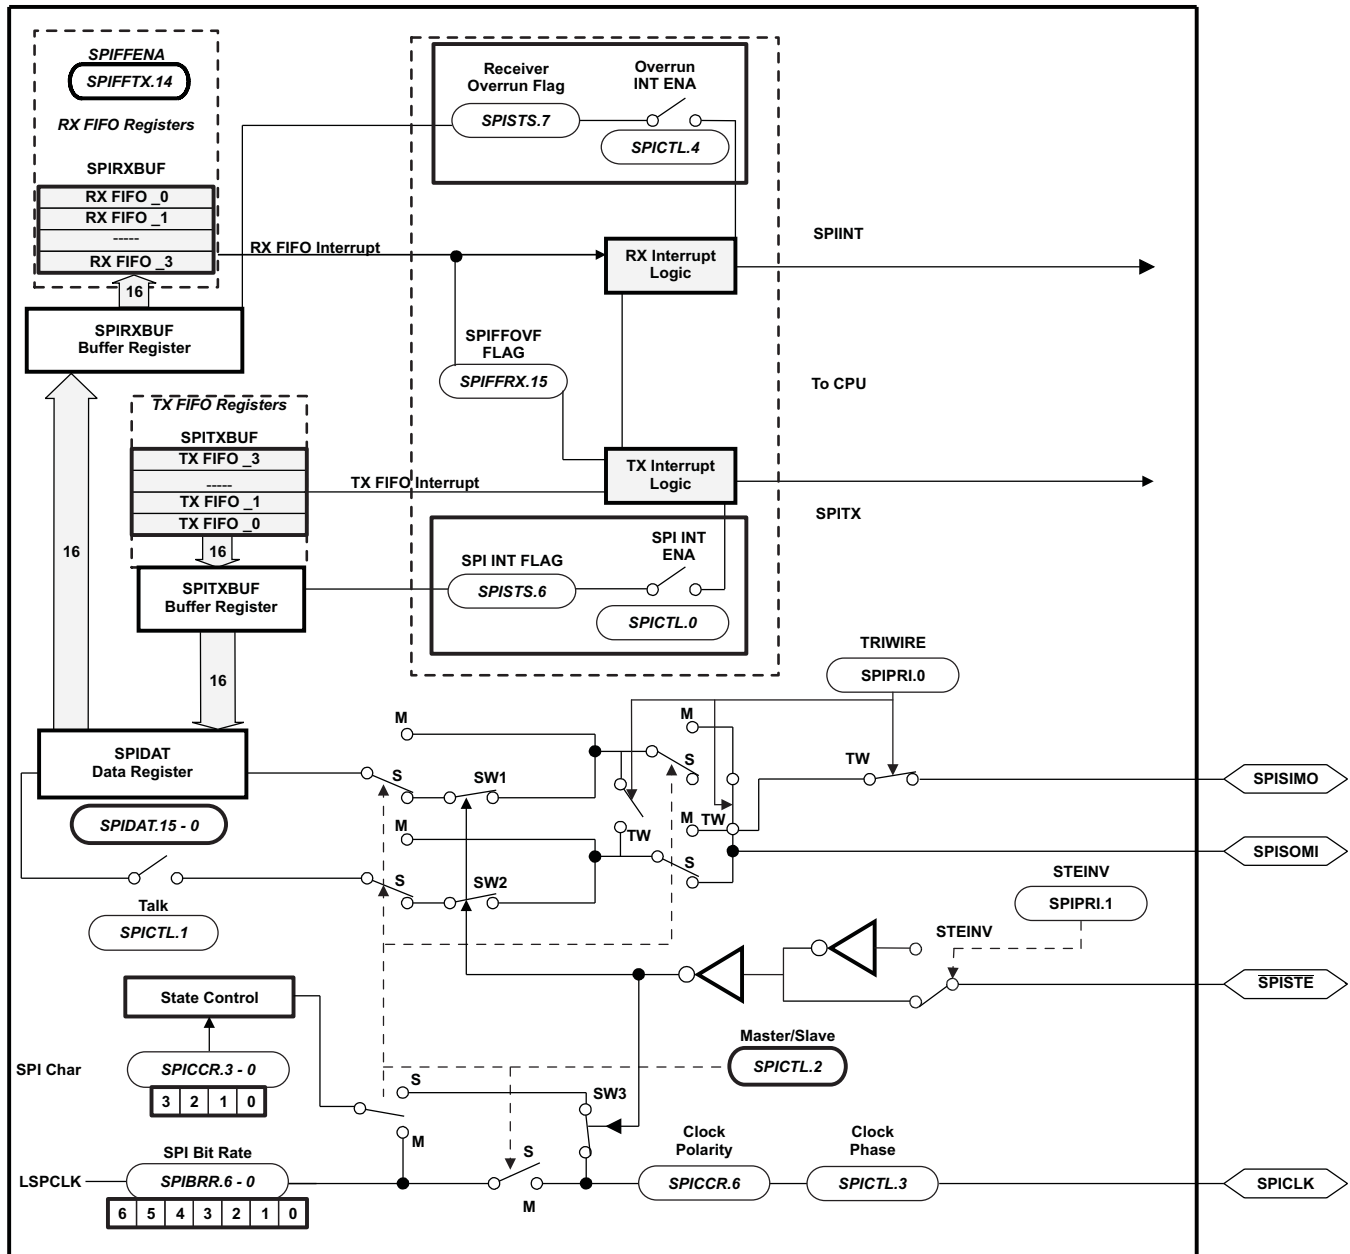 SPIFFENA
SPIFFTX.14
RX FIFO Registers
SPIRXBUF
RX FIFO _0
RX FIFO _1
-----
RX FIFO _3
16
SPIRXBUF
Buffer Register
Receiver
Overrun Flag
SPISTS.7
Overrun
INT ENA
SPICTL.4
RX FIFO Interrupt
RX Interrupt
Logic
SPIINT
SPIFFOVF
FLAG
SPIFFRX.15
To CPU
TX FIFO Registers
SPITXBUF
TX FIFO _3
-----
TX FIFO _1
TX FIFO _0
16
TX FIFO Interrupt
TX Interrupt
Logic
SPITX
16
SPITXBUF
Buffer Register
SPI INT FLAG
SPISTS.6
SPI INT
ENA
SPICTL.0
16
TRIWIRE
SPIPRI.0
SPIDAT
Data Register
SPIDAT.15 - 0
M
S
SW1
M
S
TW
SPISIMO
M
S
SW2
TW
M
TW
S
SPISOMI
Talk
SPICTL.1
STEINV
SPIPRI.1
STEINV
SPISTE
State Control
Master/Slave
SPICTL.2
SPI Char
SPICCR.3 - 0
3 2 1 0
S
M
SW3
SPI Bit Rate
LSPCLK
SPIBRR.6 - 0
6 5 4 3 2 1 0
S
M
Clock
Polarity
SPICCR.6
Clock
Phase
SPICTL.3
SPICLK